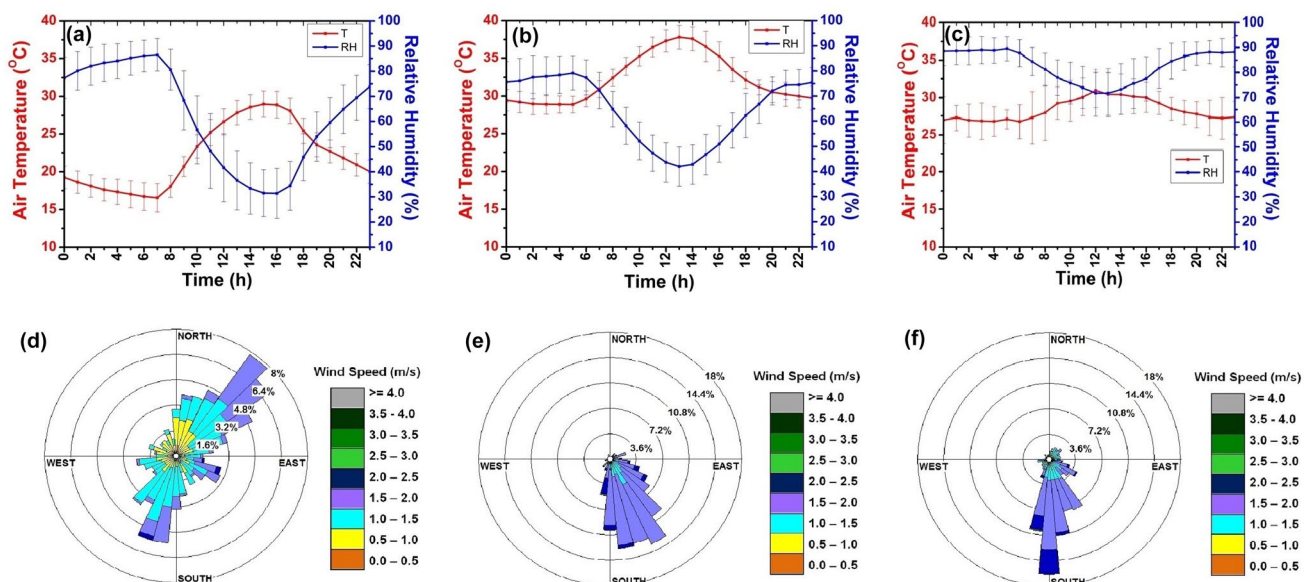 (a)
T
RH
Air Temperature (°C)
40
35
30
25
20
15
10
Relative Humidity (%)
100
90
80
70
60
50
40
30
20
10
0 2 4 6 8 10 12 14 16 18 20 22
Time (h)
(b)
T
RH
Air Temperature (°C)
40
35
30
25
20
15
10
Relative Humidity (%)
100
90
80
70
60
50
40
30
20
10
0 2 4 6 8 10 12 14 16 18 20 22
Time (h)
(c)
T
RH
Air Temperature (°C)
40
35
30
25
20
15
10
Relative Humidity (%)
100
90
80
70
60
50
40
30
20
10
0 2 4 6 8 10 12 14 16 18 20 22
Time (h)
(d)
NORTH
8%
6.4%
4.8%
3.2%
1.6%
WEST
EAST
SOUTH
Wind Speed (m/s)
>= 4.0
3.5 - 4.0
3.0 – 3.5
2.5 – 3.0
2.0 – 2.5
1.5 – 2.0
1.0 – 1.5
0.5 – 1.0
0.0 – 0.5
(e)
NORTH
18%
14.4%
10.8%
7.2%
3.6%
WEST
EAST
SOUTH
Wind Speed (m/s)
>= 4.0
3.5 - 4.0
3.0 – 3.5
2.5 – 3.0
2.0 – 2.5
1.5 – 2.0
1.0 – 1.5
0.5 – 1.0
0.0 – 0.5
(f)
NORTH
18%
14.4%
10.8%
7.2%
3.6%
WEST
EAST
SOUTH
Wind Speed (m/s)
>= 4.0
3.5 - 4.0
3.0 – 3.5
2.5 – 3.0
2.0 – 2.5
1.5 – 2.0
1.0 – 1.5
0.5 – 1.0
0.0 – 0.5